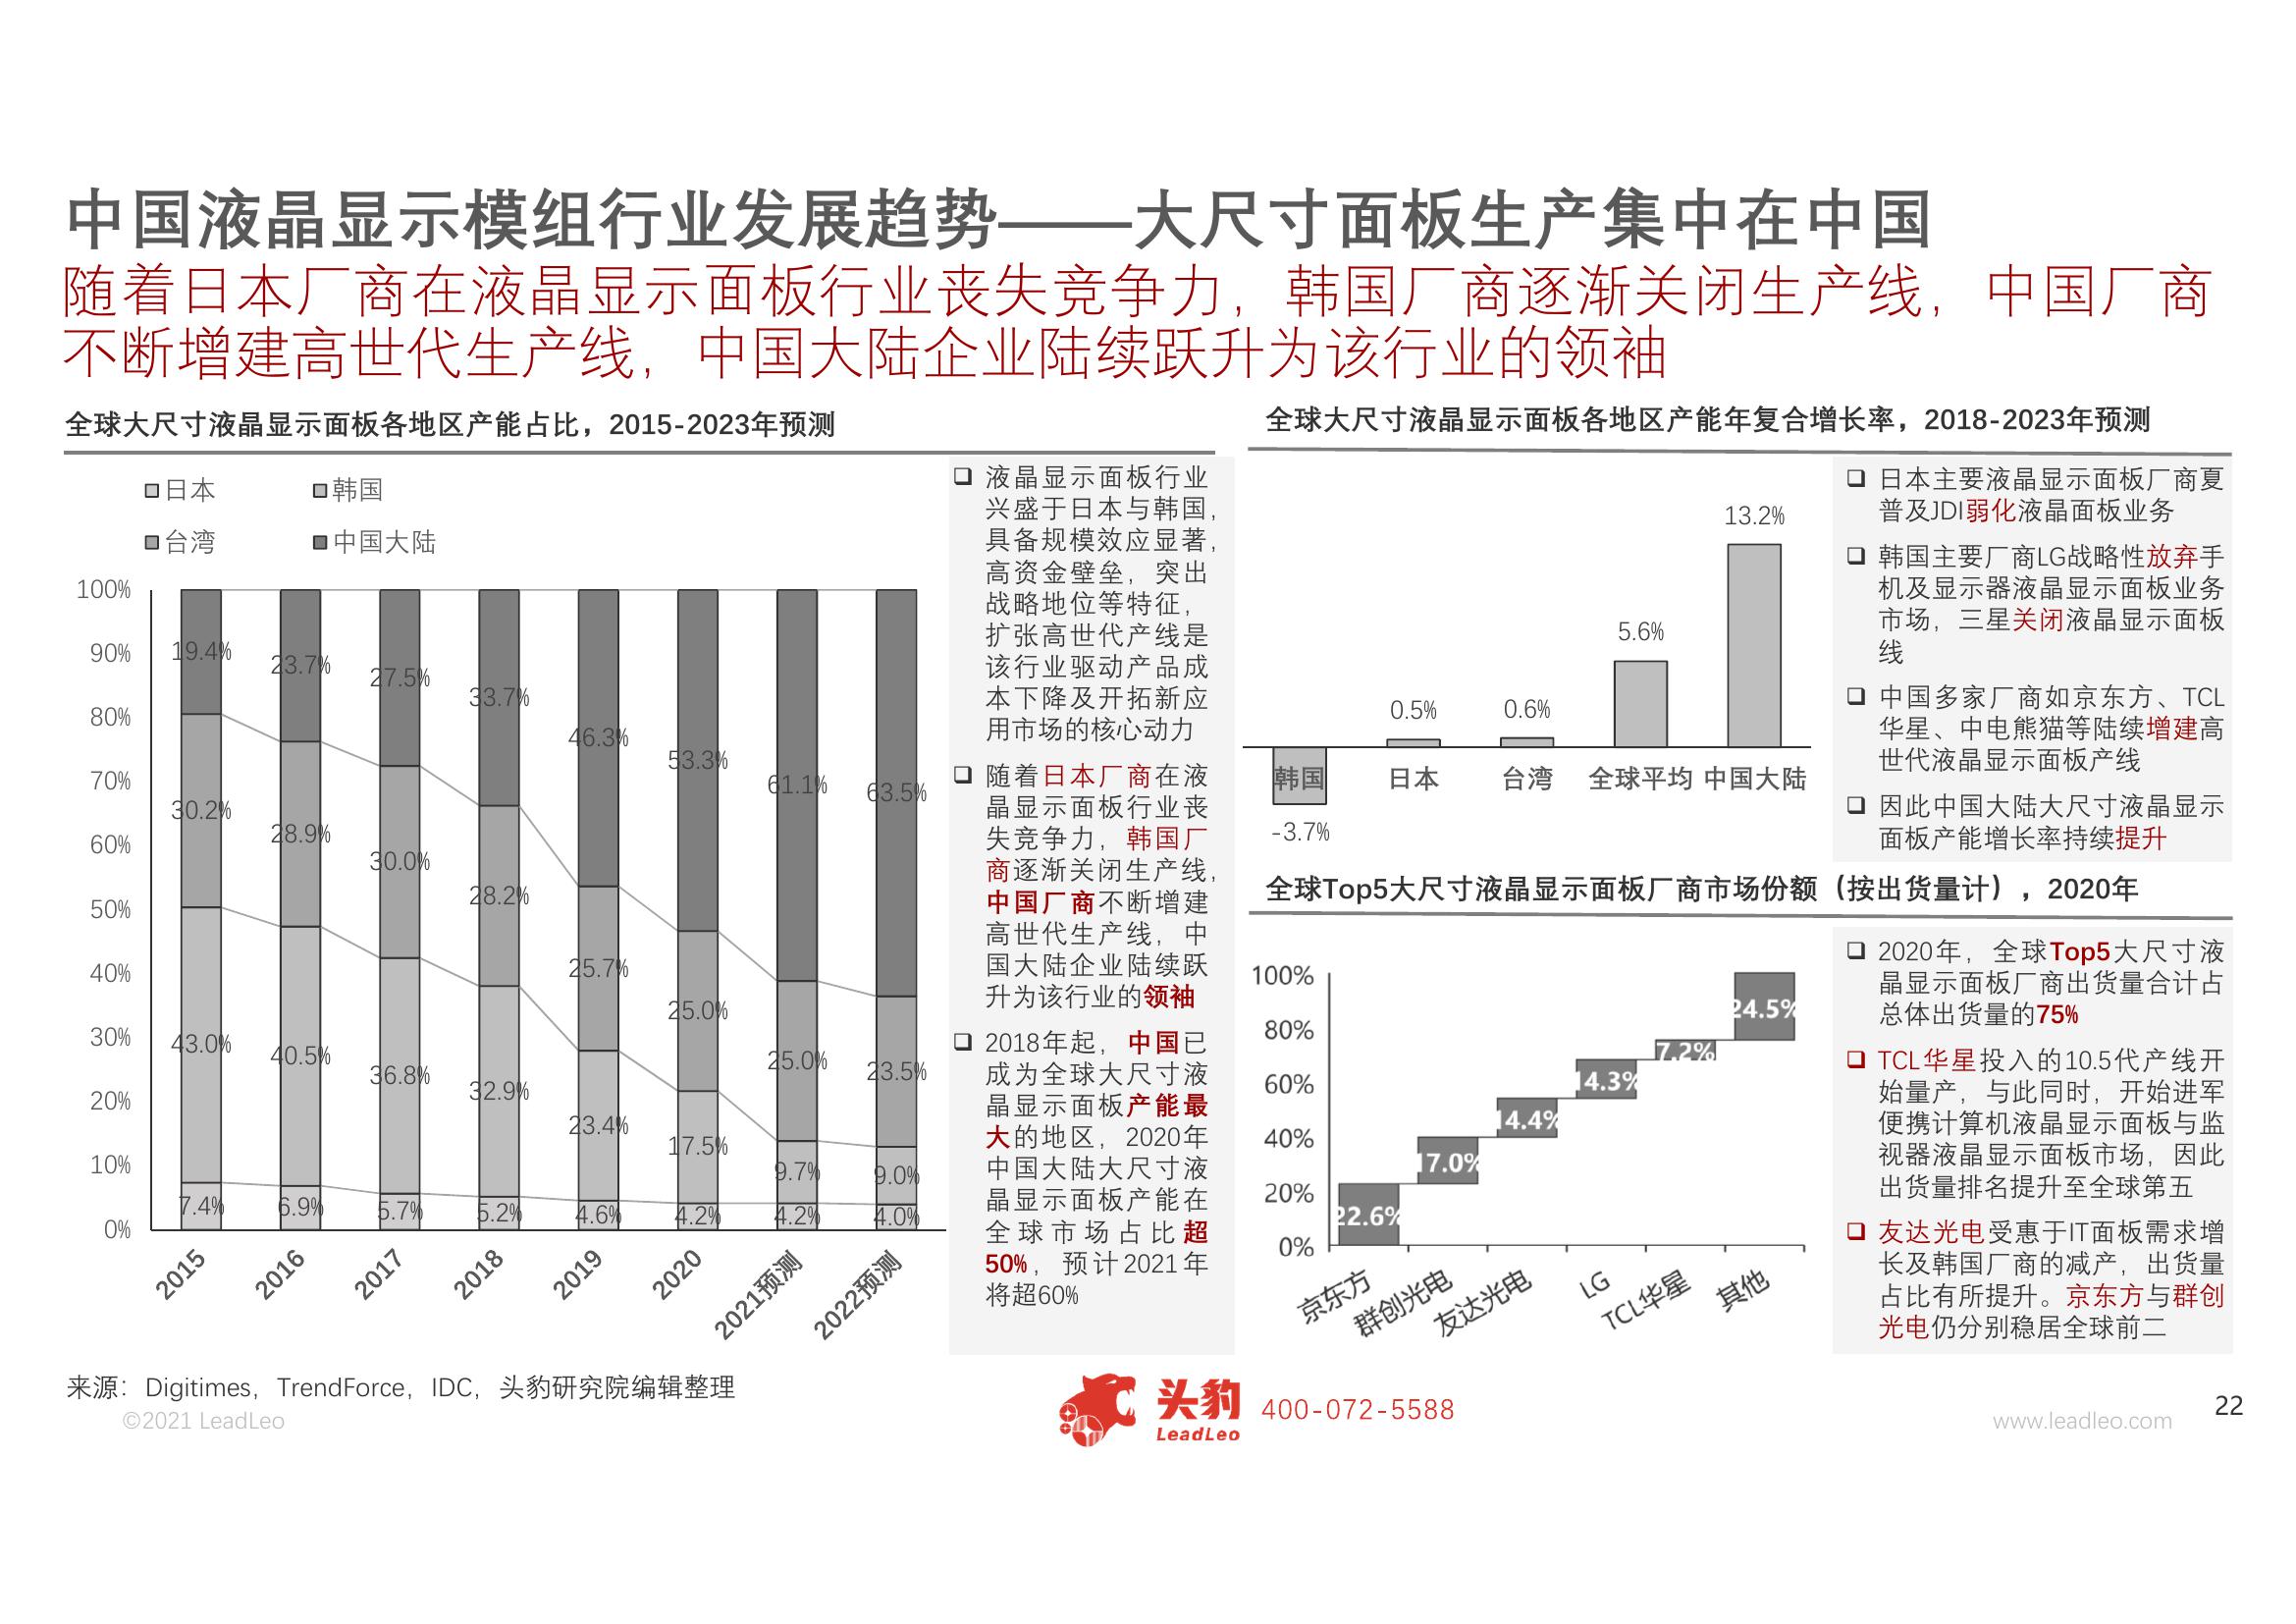 中国液晶显示模组行业发展趋势——大尺寸面板生产集中在中国
随着日本厂商在液晶显示面板行业丧失竞争力，韩国厂商逐渐关闭生产线，中国厂商
不断增建高世代生产线，中国大陆企业陆续跃升为该行业的领袖
全球大尺寸液晶显示面板各地区产能占比，2015-2023年预测
日本 韩国
台湾 中国大陆
100%
90%
80%
70%
60%
50%
40%
30%
20%
10%
0%
19.4% 23.7% 27.5% 33.7% 46.3% 53.3% 61.1% 63.5%
30.2% 28.9% 30.0% 28.2% 25.7% 25.0% 25.0% 23.5%
43.0% 40.5% 36.8% 32.9% 23.4% 17.5% 9.7% 9.0%
7.4% 6.9% 5.7% 5.2% 4.6% 4.2% 4.2% 4.0%
2015 2016 2017 2018 2019 2020 2021预测 2022预测
液晶显示面板行业
兴盛于日本与韩国，
具备规模效应显著，
高资金壁垒，突出
战略地位等特征，
扩张高世代产线是
该行业驱动产品成
本下降及开拓新应
用市场的核心动力
随着日本厂商在液
晶显示面板行业丧
失竞争力，韩国厂
商逐渐关闭生产线，
中国厂商不断增建
高世代生产线，中
国大陆企业陆续跃
升为该行业的领袖
2018年起，中国已
成为全球大尺寸液
晶显示面板产能最
大的地区，2020年
中国大陆大尺寸液
晶显示面板产能在
全球市场占比超
50%，预计2021年
将超60%
全球大尺寸液晶显示面板各地区产能年复合增长率，2018-2023年预测
-3.7% 0.5% 0.6% 5.6% 13.2%
韩国 日本 台湾 全球平均 中国大陆
日本主要液晶显示面板厂商夏
普及JDI弱化液晶面板业务
韩国主要厂商LG战略性放弃手
机及显示器液晶显示面板业务
市场，三星关闭液晶显示面板
线
中国多家厂商如京东方、TCL
华星、中电熊猫等陆续增建高
世代液晶显示面板产线
因此中国大陆大尺寸液晶显示
面板产能增长率持续提升
全球Top5大尺寸液晶显示面板厂商市场份额（按出货量计），2020年
100%
80%
60%
40%
20%
0%
22.6% 17.0% 14.4% 14.3% 7.2% 24.5%
京东方 群创光电 友达光电 LG TCL华星 其他
2020年，全球Top5大尺寸液
晶显示面板厂商出货量合计占
总体出货量的75%
TCL华星投入的10.5代产线开
始量产，与此同时，开始进军
便携计算机液晶显示面板与监
视器液晶显示面板市场，因此
出货量排名提升至全球第五
友达光电受惠于IT面板需求增
长及韩国厂商的减产，出货量
占比有所提升。京东方与群创
光电仍分别稳居全球前二
来源：Digitimes，TrendForce，IDC，头豹研究院编辑整理
©2021 LeadLeo
头豹
LeadLeo
400-072-5588
www.leadleo.com
22